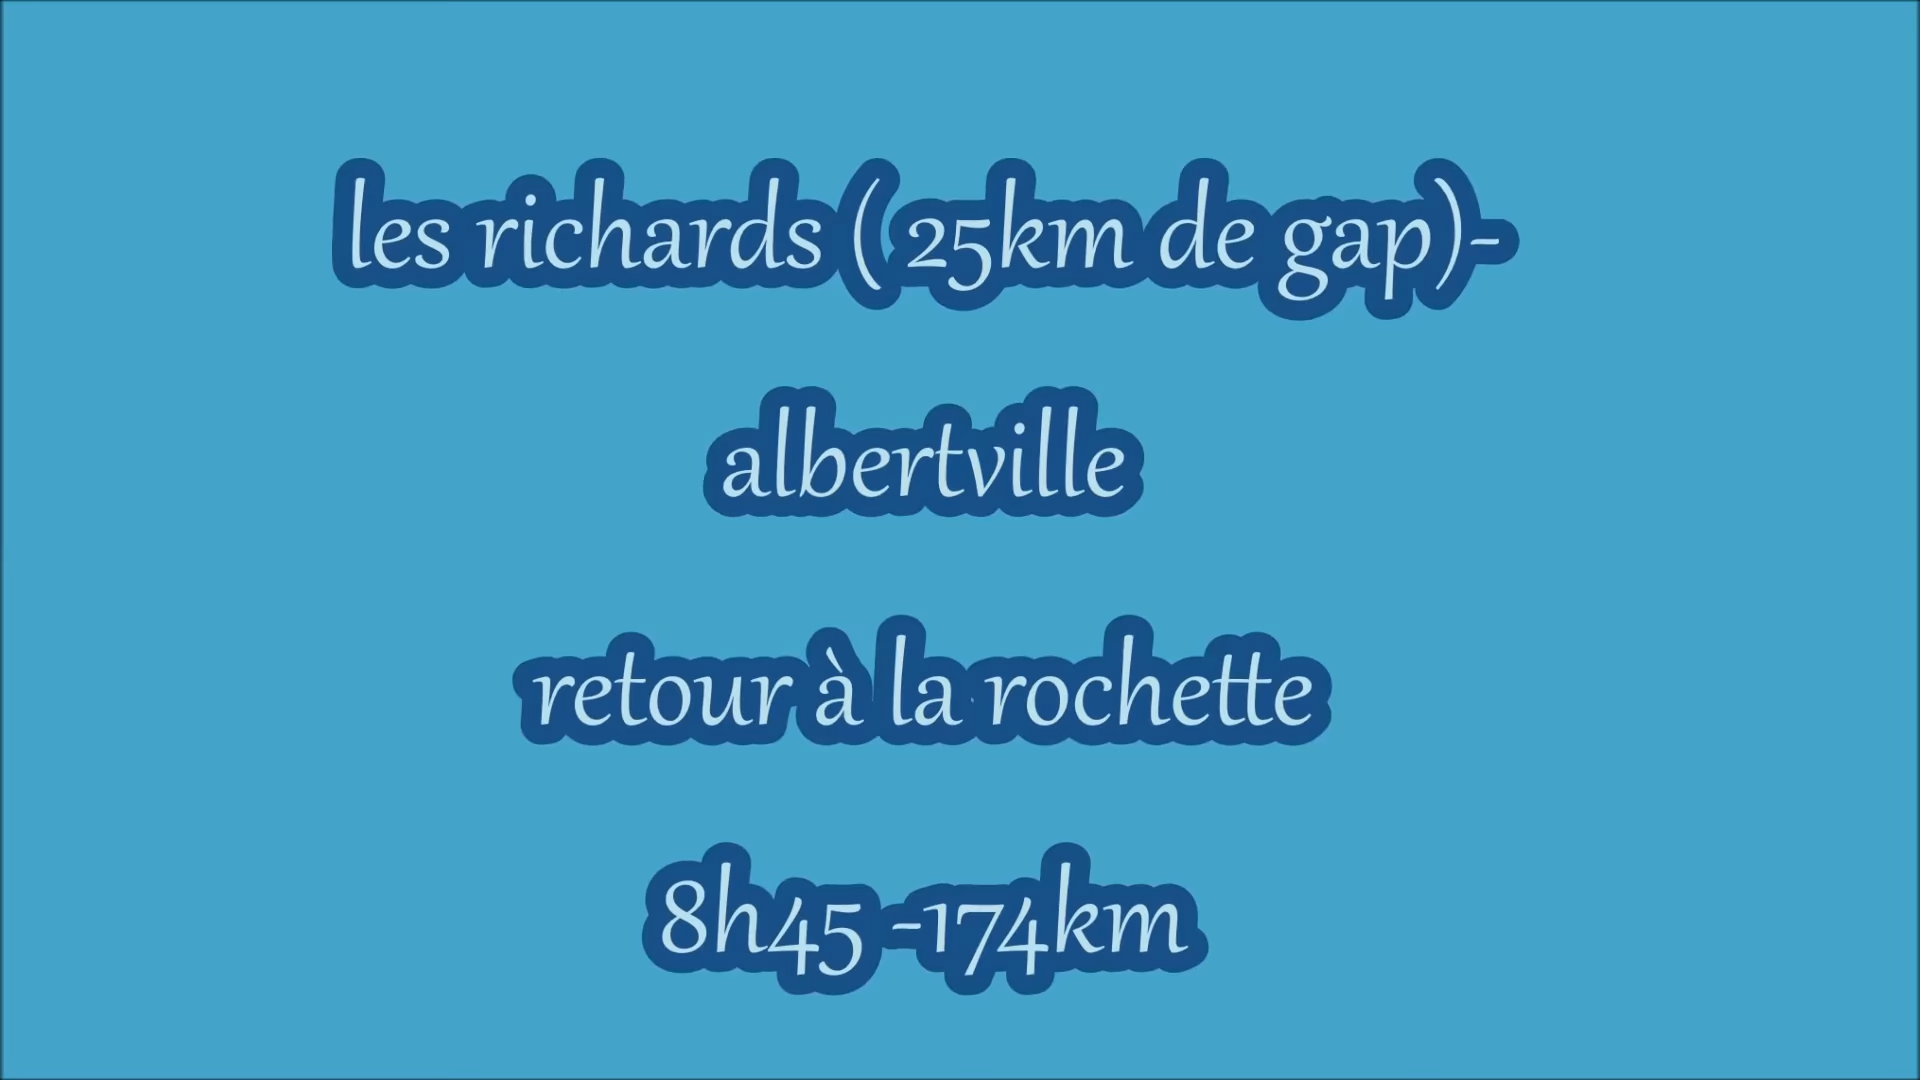 les richards ( 25km de gap)-
albertville
retour à la rochette
8h45 -174km